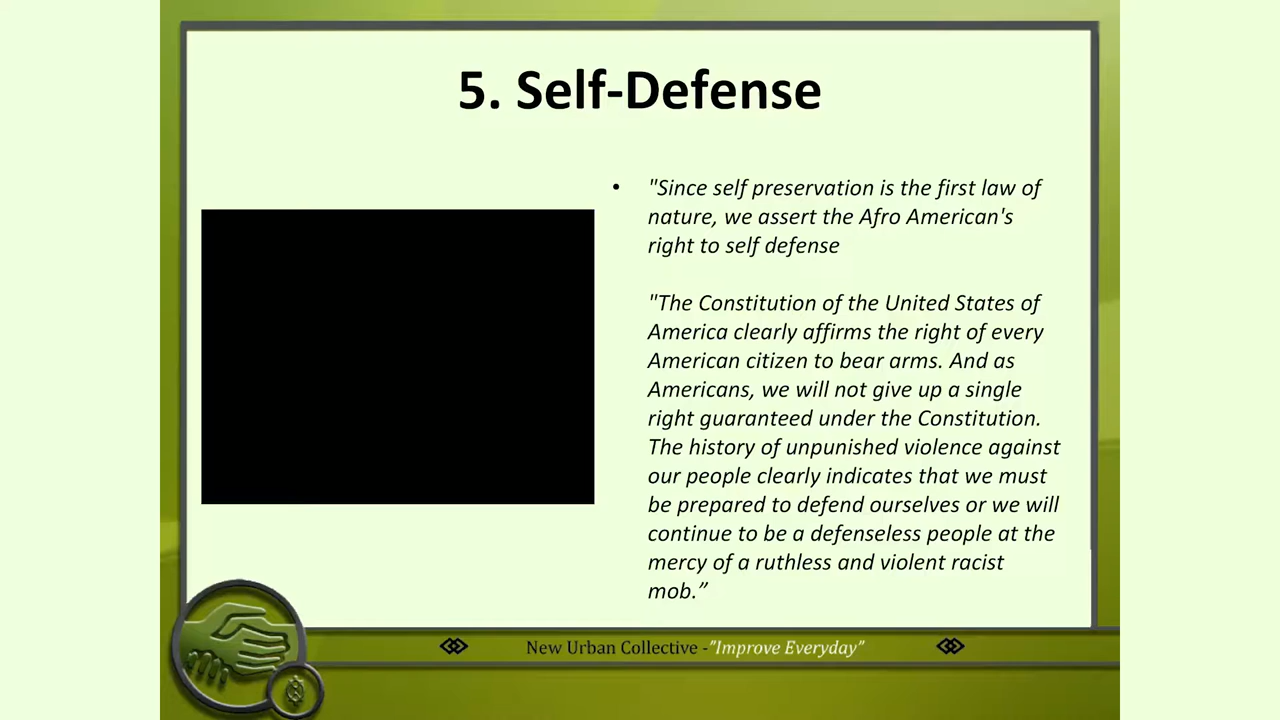 5. Self-Defense
• "Since self preservation is the first law of
nature, we assert the Afro American's
right to self defense
"The Constitution of the United States of
America clearly affirms the right of every
American citizen to bear arms. And as
Americans, we will not give up a single
right guaranteed under the Constitution.
The history of unpunished violence against
our people clearly indicates that we must
be prepared to defend ourselves or we will
continue to be a defenseless people at the
mercy of a ruthless and violent racist
mob.”
New Urban Collective -“Improve Everyday”